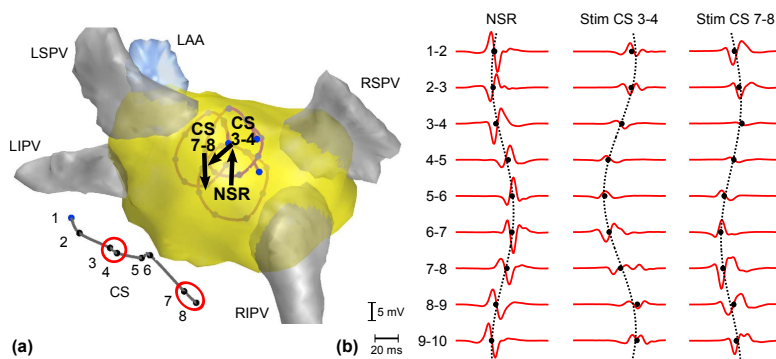 LSPV
LAA
RSPV
LIPV
CS
7-8
CS
3-4
NSR
1
2
3
4
5
6
7
8
CS
RIPV
(a)
NSR
Stim CS 3-4
Stim CS 7-8
1-2
2-3
3-4
4-5
5-6
6-7
7-8
8-9
9-10
5 mV
20 ms
(b)